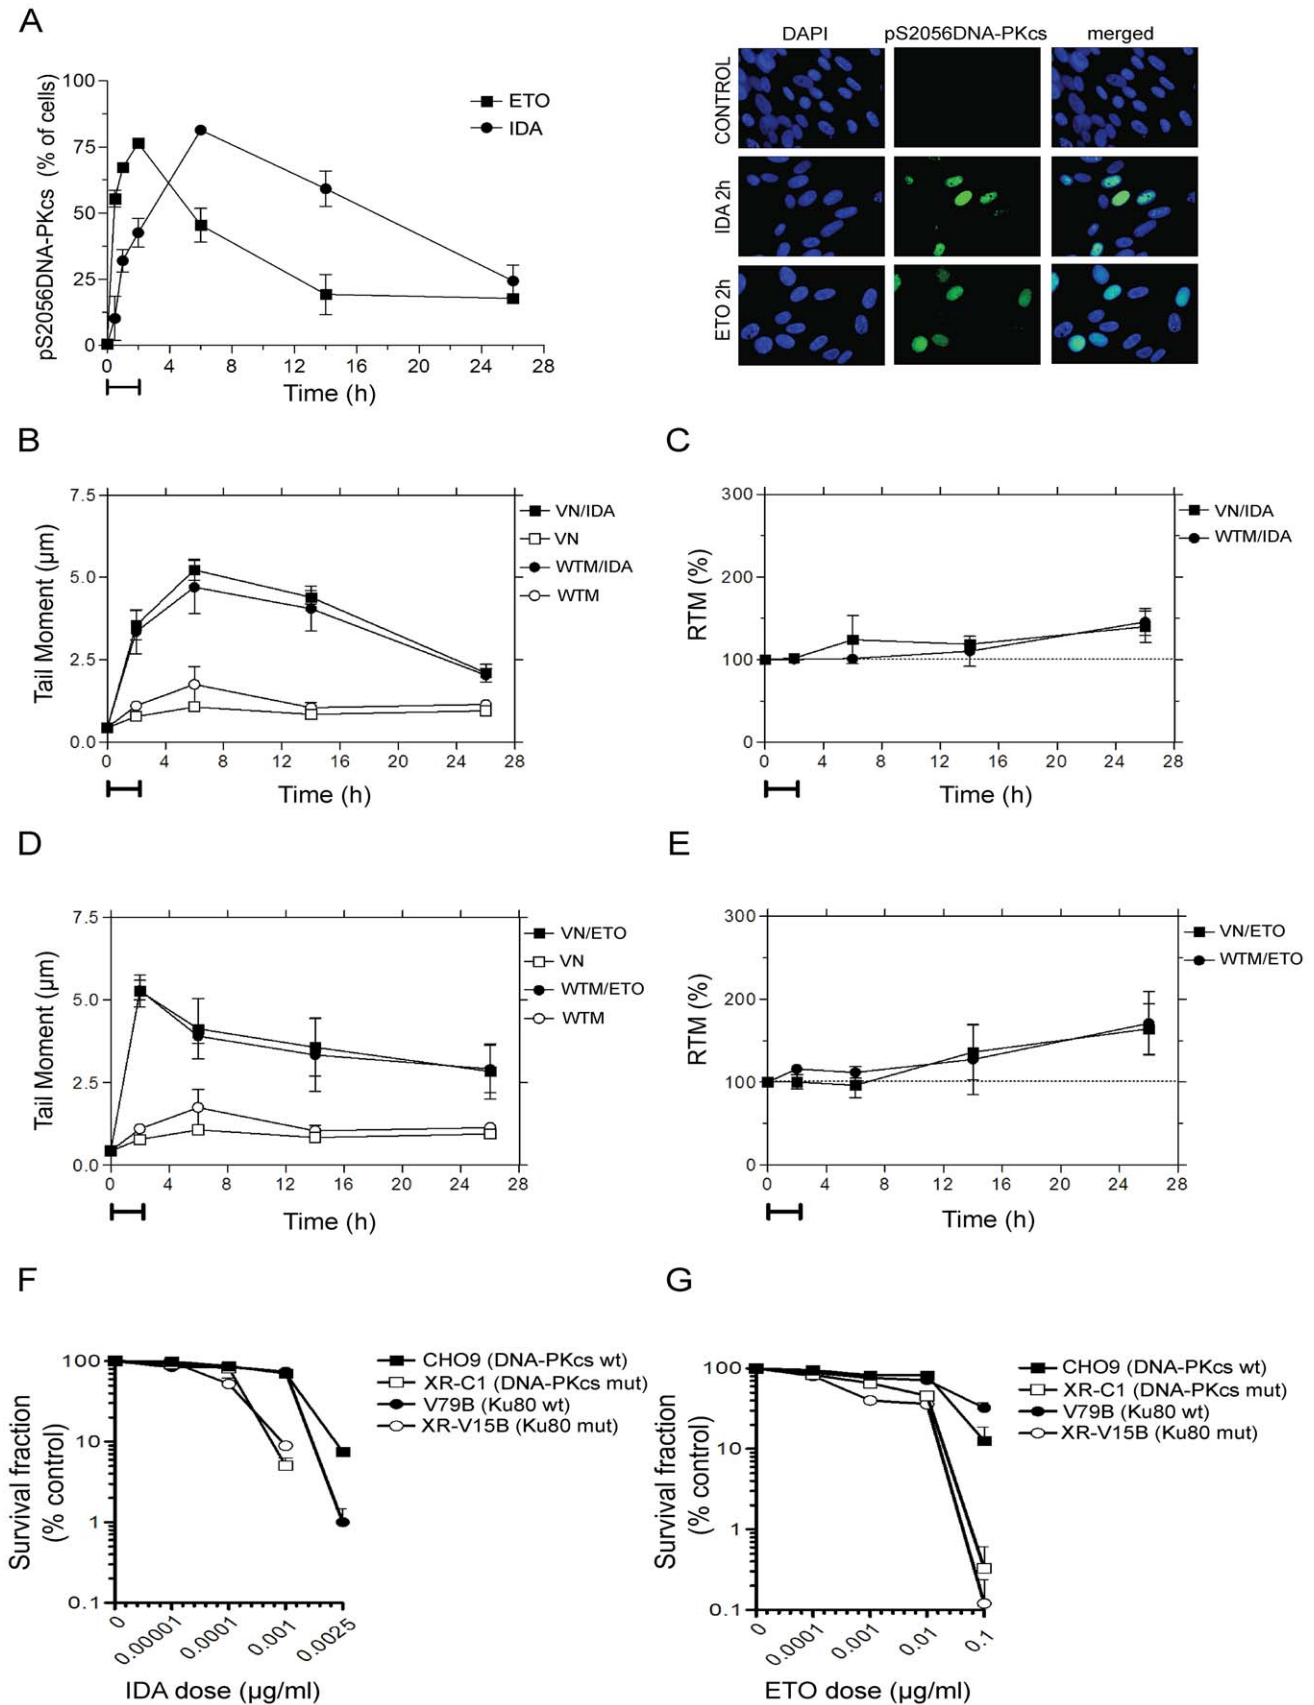 A
DAPI pS2056DNA-PKcs merged
CONTROL
IDA 2h
ETO 2h
pS2056DNA-PKcs (% of cells)
100
75
50
25
0
0 4 8 12 16 20 24 28
Time (h)
ETO
IDA
B
Tail Moment (µm)
7.5
5.0
2.5
0.0
0 4 8 12 16 20 24 28
Time (h)
VN/IDA
VN
WTM/IDA
WTM
C
RTM (%)
300
200
100
0
0 4 8 12 16 20 24 28
Time (h)
VN/IDA
WTM/IDA
D
Tail Moment (µm)
7.5
5.0
2.5
0.0
0 4 8 12 16 20 24 28
Time (h)
VN/ETO
VN
WTM/ETO
WTM
E
RTM (%)
300
200
100
0
0 4 8 12 16 20 24 28
Time (h)
VN/ETO
WTM/ETO
F
Survival fraction
(% control)
100
10
1
0.1
0 0.00001 0.0001 0.001 0.0025
IDA dose (µg/ml)
CHO9 (DNA-PKcs wt)
XR-C1 (DNA-PKcs mut)
V79B (Ku80 wt)
XR-V15B (Ku80 mut)
G
Survival fraction
(% control)
100
10
1
0.1
0 0.0001 0.001 0.01 0.1
ETO dose (µg/ml)
CHO9 (DNA-PKcs wt)
XR-C1 (DNA-PKcs mut)
V79B (Ku80 wt)
XR-V15B (Ku80 mut)